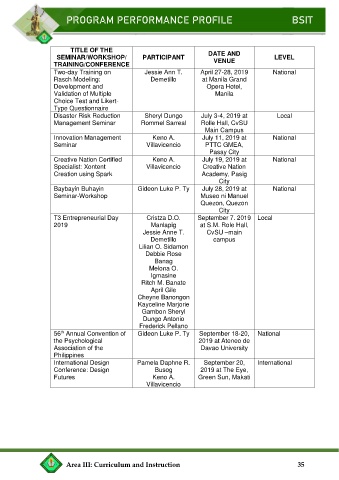 PROGRAM PERFORMANCE PROFILE BSIT
TITLE OF THE
SEMINAR/WORKSHOP/
TRAINING/CONFERENCE
PARTICIPANT
DATE AND
VENUE
LEVEL
Two-day Training on
Rasch Modeling:
Development and
Validation of Multiple
Choice Test and Likert-
Type Questionnaire
Jessie Ann T.
Demetillo
April 27-28, 2019
at Manila Grand
Opera Hotel,
Manila
National
Disaster Risk Reduction
Management Seminar
Sheryl Dungo
Rommel Sarreal
July 3-4, 2019 at
Rolle Hall, CvSU
Main Campus
Local
Innovation Management
Seminar
Keno A.
Villavicencio
July 11, 2019 at
PTTC GMEA,
Passy City
National
Creative Nation Certified
Specialist: Xontent
Creation using Spark
Keno A.
Villavicencio
July 19, 2019 at
Creative Nation
Academy, Pasig
City
National
Baybayin Buhayin
Seminar-Workshop
Gideon Luke P. Ty
July 28, 2019 at
Museo ni Manuel
Quezon, Quezon
City
National
T3 Entrepreneurial Day
2019
Cristza D.O.
Manlapig
Jessie Anne T.
Demetillo
Lilian O. Sidamon
Debbie Rose
Banag
Melona O.
Igmasine
Ritch M. Banate
April Gile
Cheyne Banongon
Kayceline Marjorie
Gambon Sheryl
Dungo Antonio
Frederick Pellano
September 7, 2019
at S.M. Role Hall,
CvSU –main
campus
Local
56th Annual Convention of
the Psychological
Association of the
Philippines
Gideon Luke P. Ty
September 18-20,
2019 at Ateneo de
Davao University
National
International Design
Conference: Design
Futures
Pamela Daphne R.
Busog
Keno A.
Villavicencio
September 20,
2019 at The Eye,
Green Sun, Makati
International
Area III: Curriculum and Instruction 35